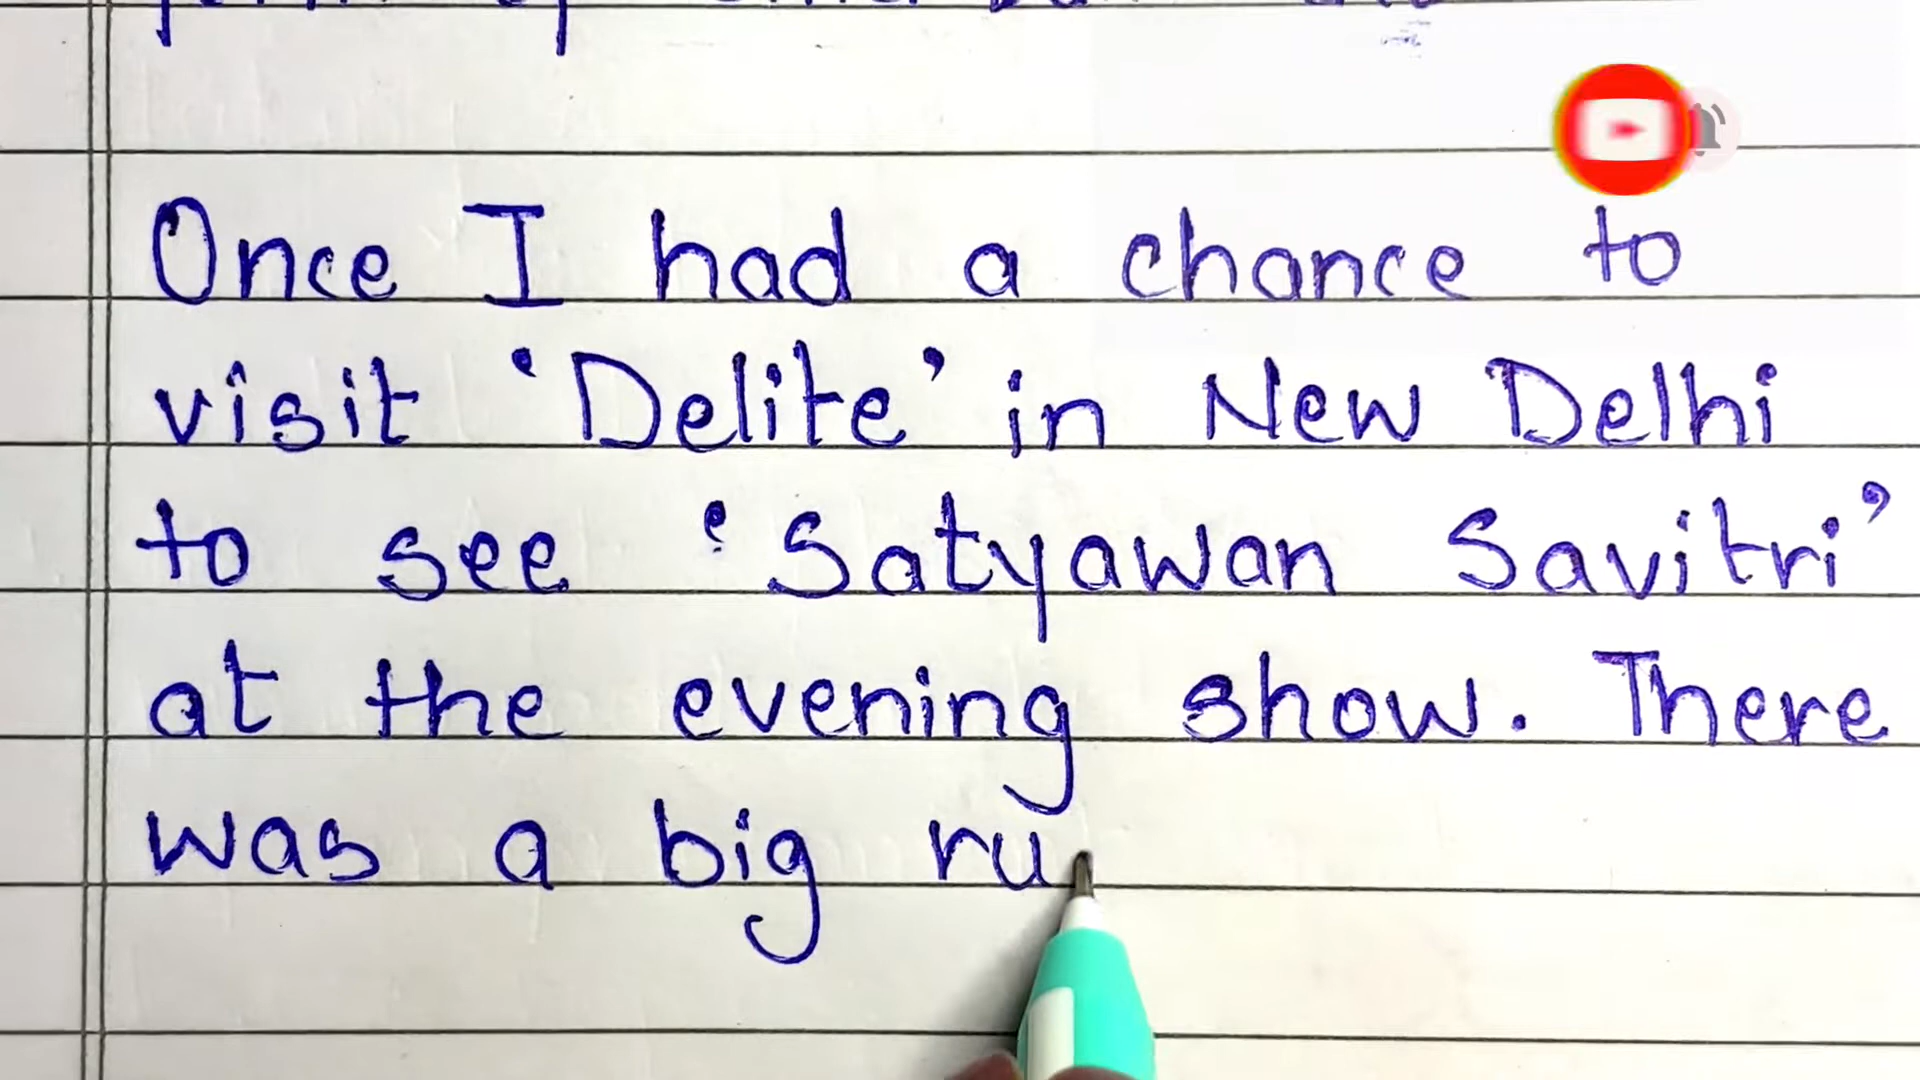 Once I had a chance to
visit 'Delite' in New Delhi
to see 'Satyawan Savitri'
at the evening show. There
was a big ru